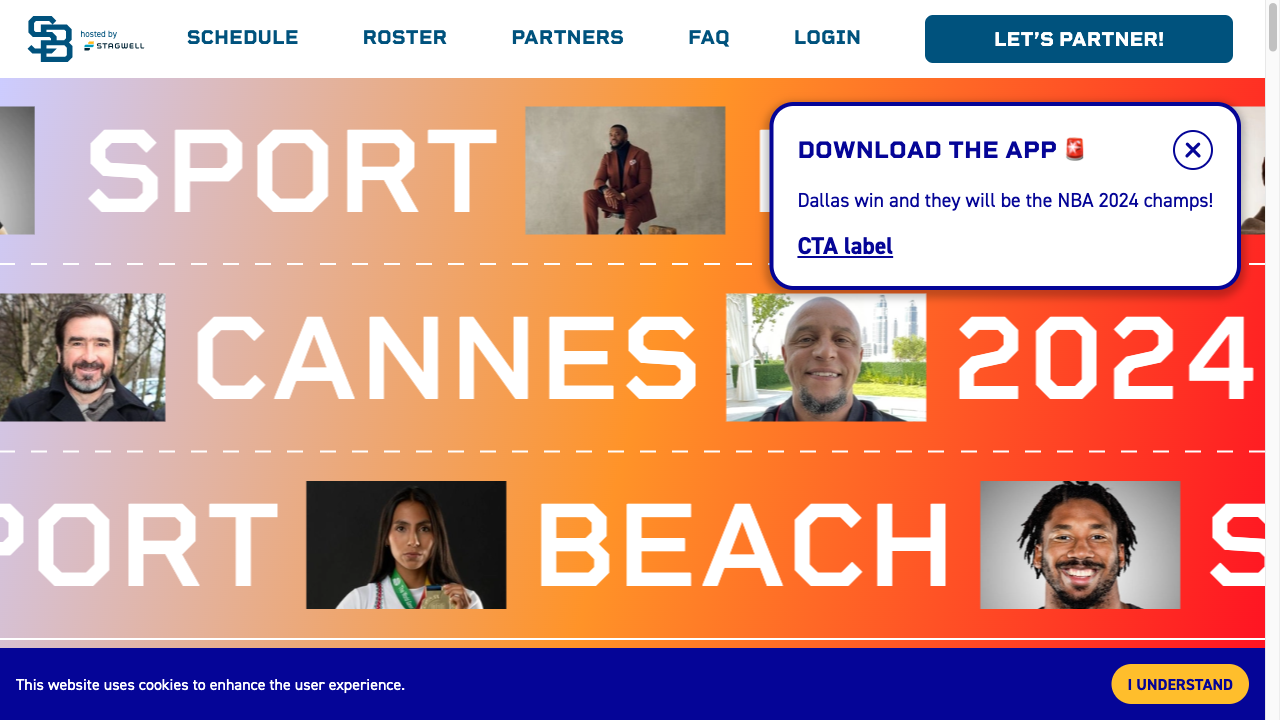 SB hosted by
STAGWELL
SCHEDULE ROSTER PARTNERS FAQ LOGIN LET'S PARTNER!
SPORT
DOWNLOAD THE APP 🚨
Dallas win and they will be the NBA 2024 champs!
CTA label
CANNES 2024
PORT BEACH S
This website uses cookies to enhance the user experience.
I UNDERSTAND